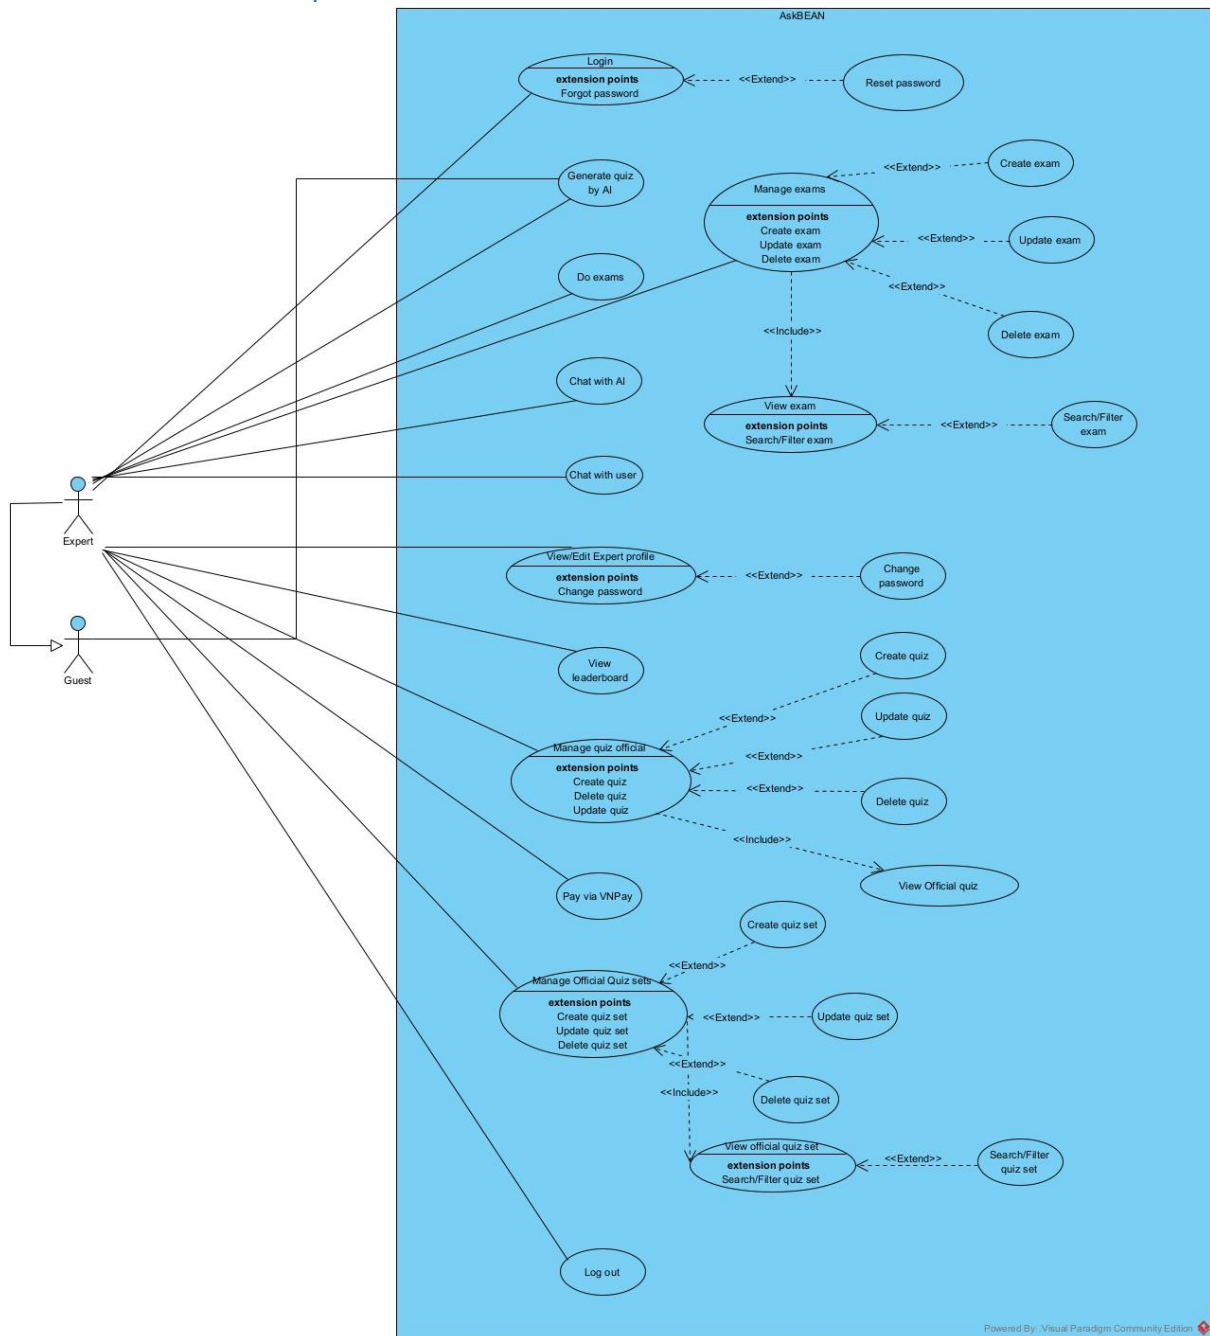 AskBEAN
Login
extension points
Forgot password
<<Extend>>
Reset password
Generate quiz
by AI
Manage exams
extension points
Create exam
Update exam
Delete exam
<<Extend>>
Create exam
<<Extend>>
Update exam
<<Extend>>
Delete exam
Do exams
<<Include>>
Chat with AI
View exam
extension points
Search/Filter exam
<<Extend>>
Search/Filter
exam
Chat with user
Expert
View/Edit Expert profile
extension points
Change password
<<Extend>>
Change
password
Guest
View
leaderboard
Create quiz
<<Extend>>
Update quiz
<<Extend>>
Manage quiz official
extension points
Create quiz
Delete quiz
Update quiz
<<Extend>>
Delete quiz
<<Include>>
View Official quiz
Pay via VNPay
Create quiz set
<<Extend>>
Manage Official Quiz sets
extension points
Create quiz set
Update quiz set
Delete quiz set
<<Extend>>
Update quiz set
<<Extend>>
Delete quiz set
<<Include>>
View official quiz set
extension points
Search/Filter quiz set
<<Extend>>
Search/Filter
quiz set
Log out
Powered By Visual Paradigm Community Edition